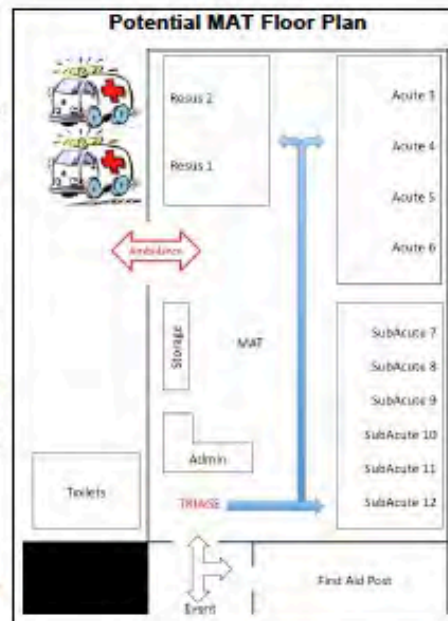 Potential MAT Floor Plan
Resus 2
Acute 3
Acute 4
Resus 1
Acute 5
Acute 6
Ambulance
SubAcute 7
Storage
MAT
SubAcute 8
SubAcute 9
SubAcute 10
Admin
SubAcute 11
Toilets
TRIAGE
SubAcute 12
First Aid Post
Event